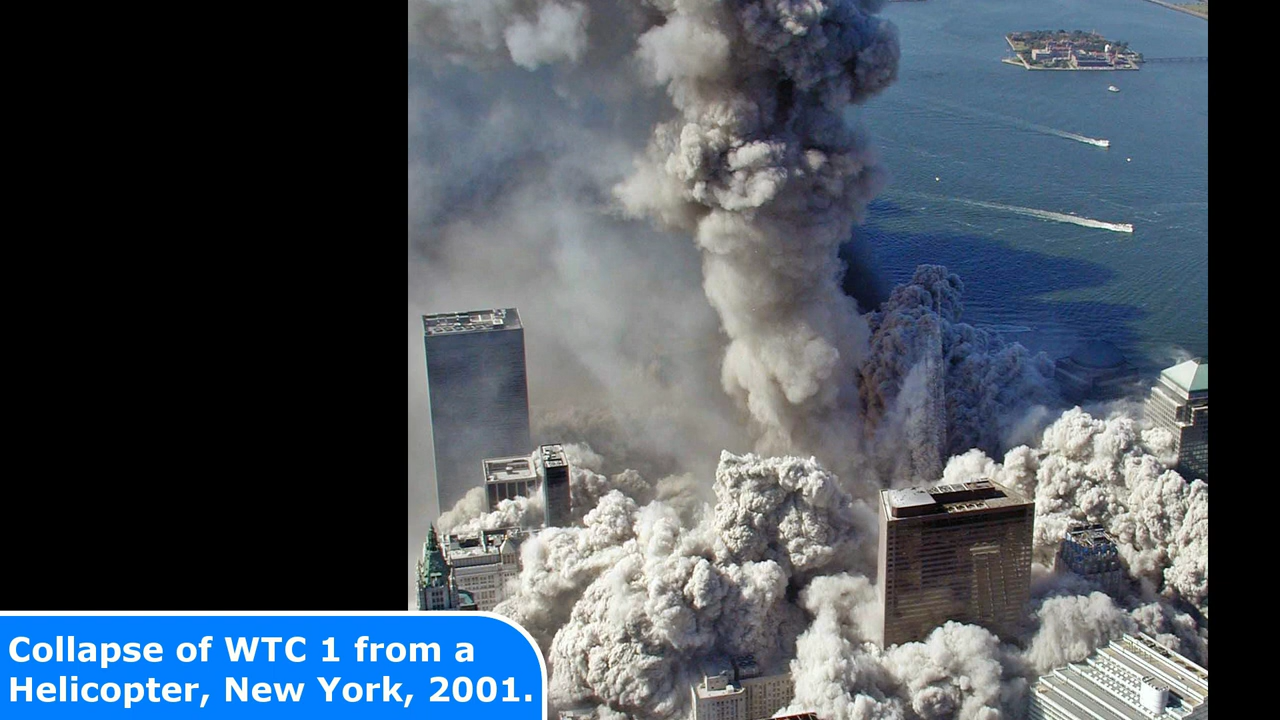 Collapse of WTC 1 from a
Helicopter, New York, 2001.